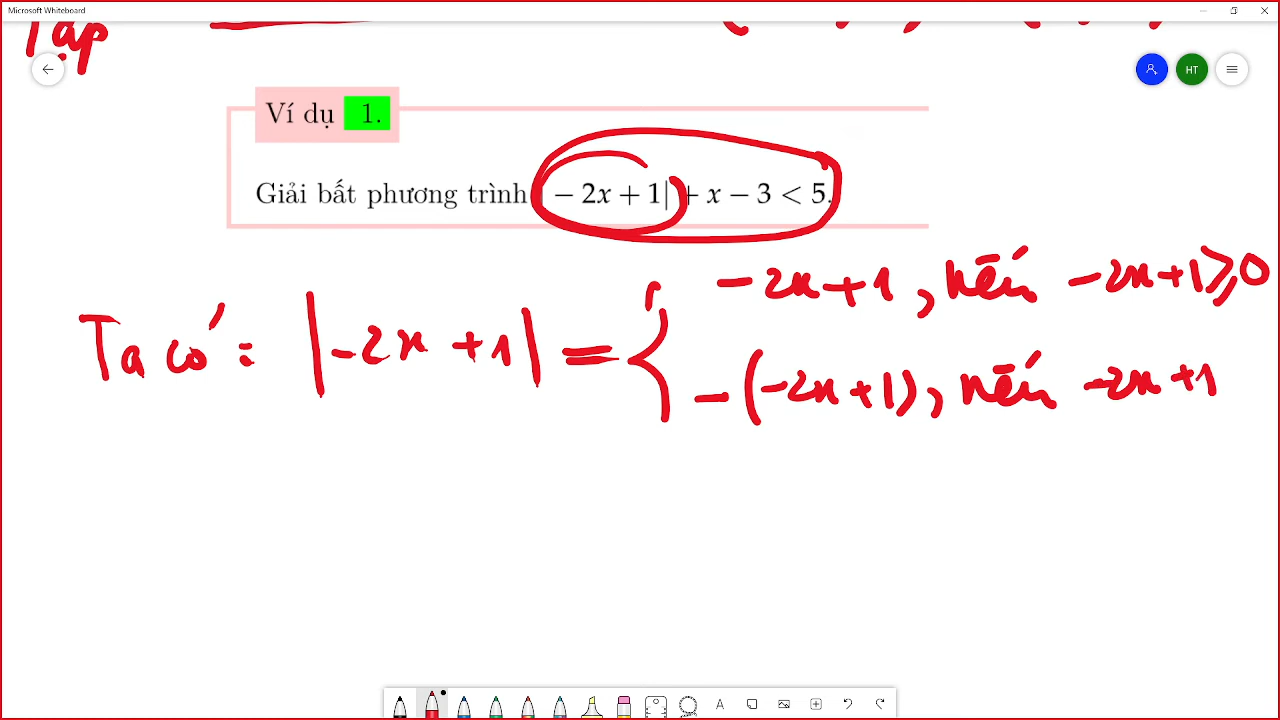 Microsoft Whiteboard
Tập
HT
Ví dụ 1.
Giải bất phương trình |− 2x + 1| + x − 3 < 5.
− 2x + 1 , nếu − 2x + 1 ⩾ 0
Ta có: |− 2x + 1| = {
− (− 2x + 1), nếu − 2x + 1